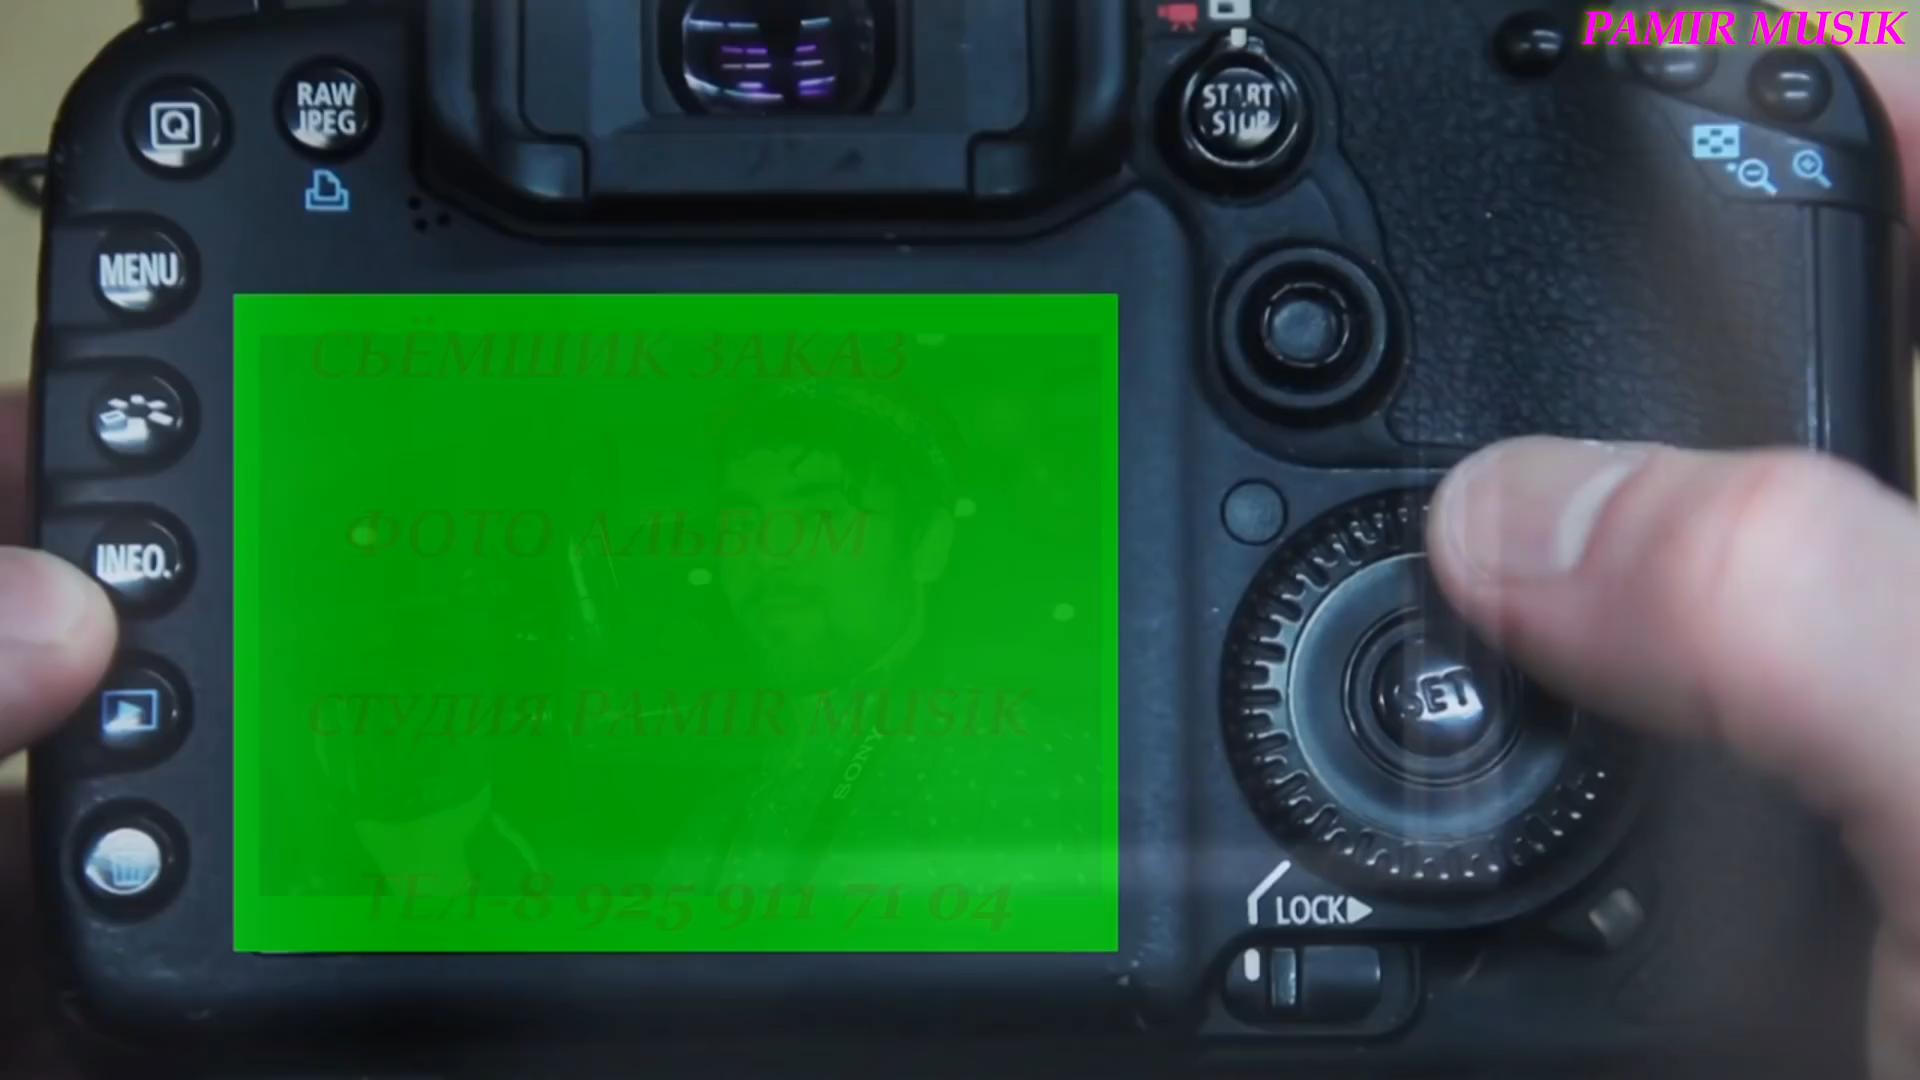 PAMIR MUSIK
RAW
JPEG
Q
START
STOP
MENU
СЪЁМШИК ЗАКАЗ
ФОТО АЛЬБОМ
INFO.
СТУДИЯ PAMIR MUSIK
SET
SONY
ТЕЛ-8 925 911 71 04
LOCK